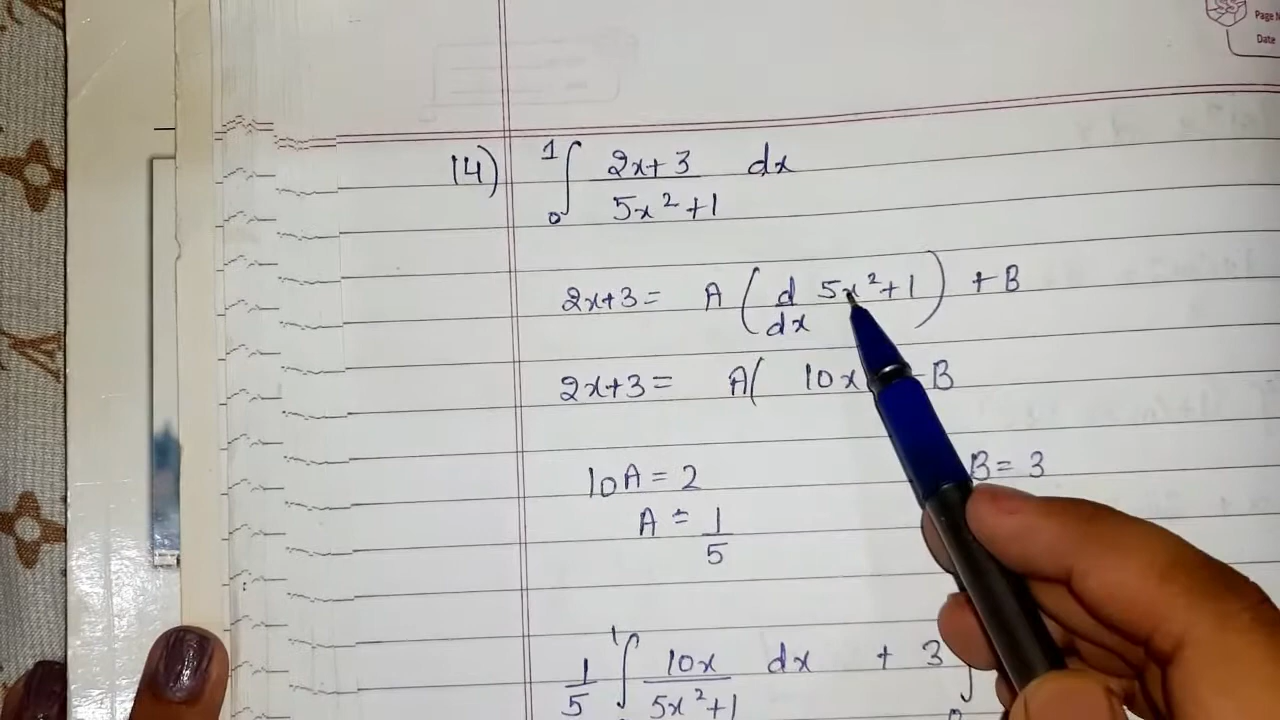 Page N
Date
14) ∫₀¹ (2x+3)/(5x²+1) dx
2x+3 = A ( d/dx 5x²+1 ) + B
2x+3 = A( 10x B
10A = 2 B = 3
A = 1/5
1/5 ∫¹ 10x/(5x²+1) dx + 3 ∫₀